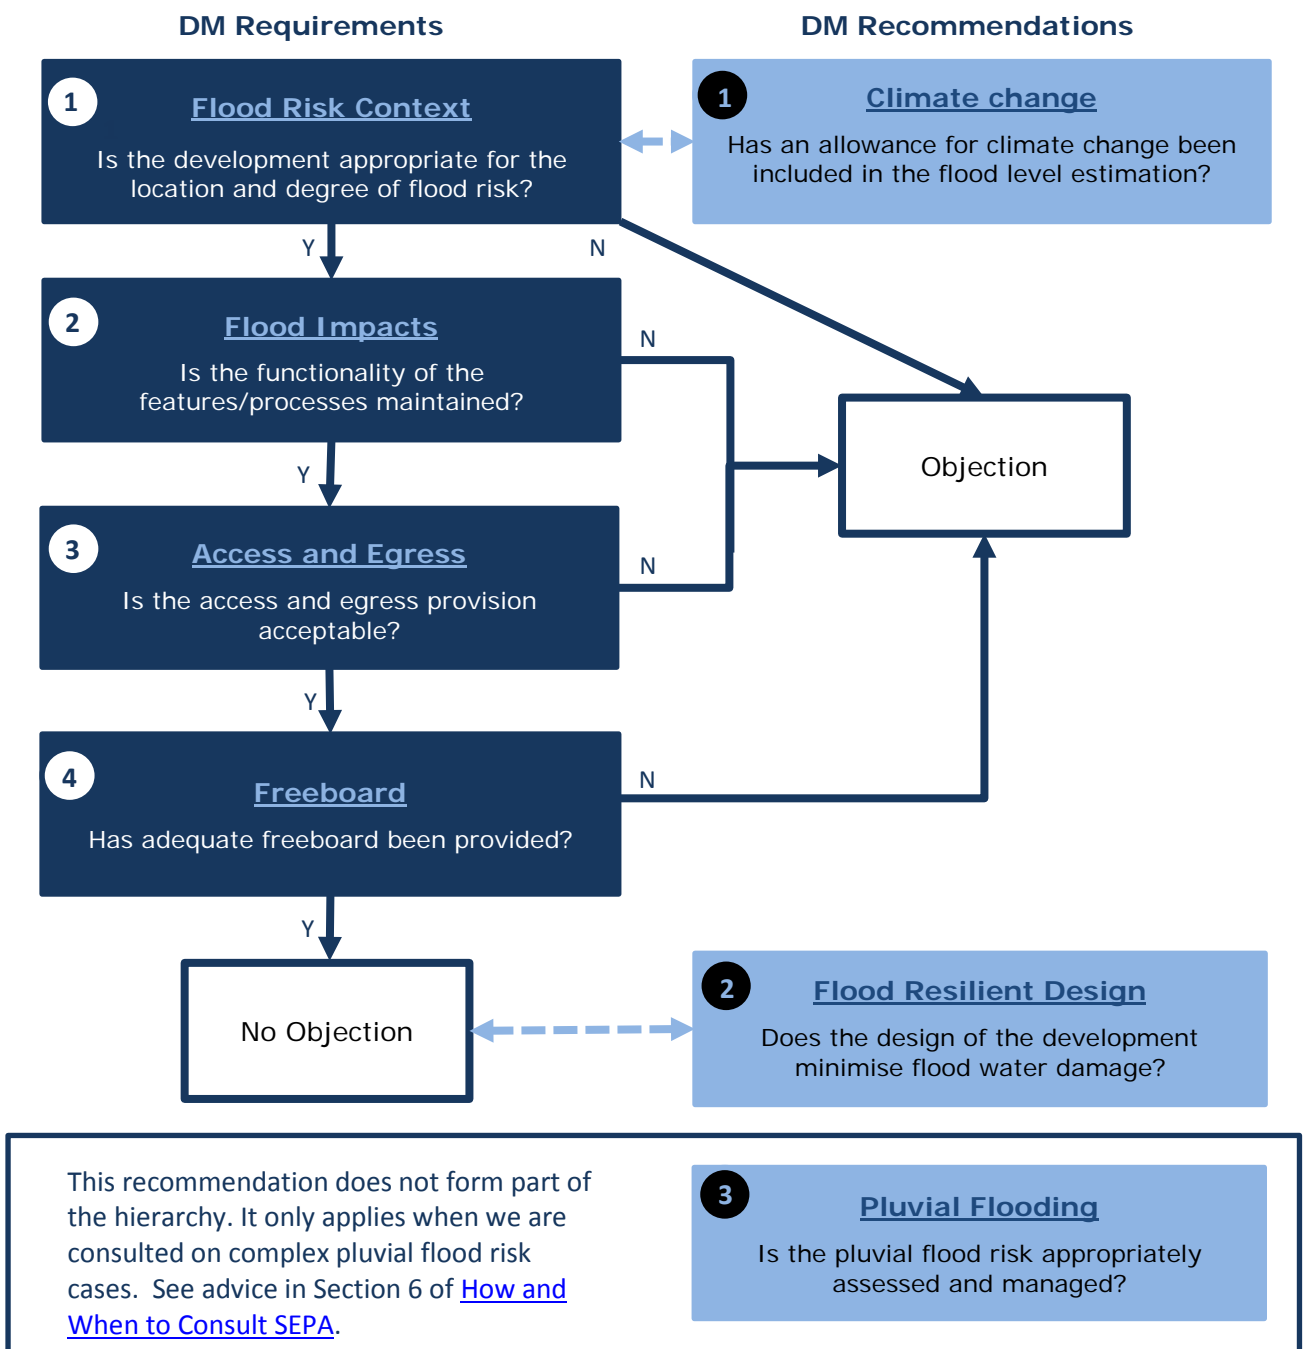 DM Requirements
DM Recommendations
1
Flood Risk Context
Is the development appropriate for the
location and degree of flood risk?
1
Climate change
Has an allowance for climate change been
included in the flood level estimation?
Y
N
2
Flood Impacts
Is the functionality of the
features/processes maintained?
N
Objection
Y
3
Access and Egress
Is the access and egress provision
acceptable?
N
Y
4
Freeboard
Has adequate freeboard been provided?
N
Y
No Objection
2
Flood Resilient Design
Does the design of the development
minimise flood water damage?
This recommendation does not form part of
the hierarchy. It only applies when we are
consulted on complex pluvial flood risk
cases.  See advice in Section 6 of How and
When to Consult SEPA.
3
Pluvial Flooding
Is the pluvial flood risk appropriately
assessed and managed?